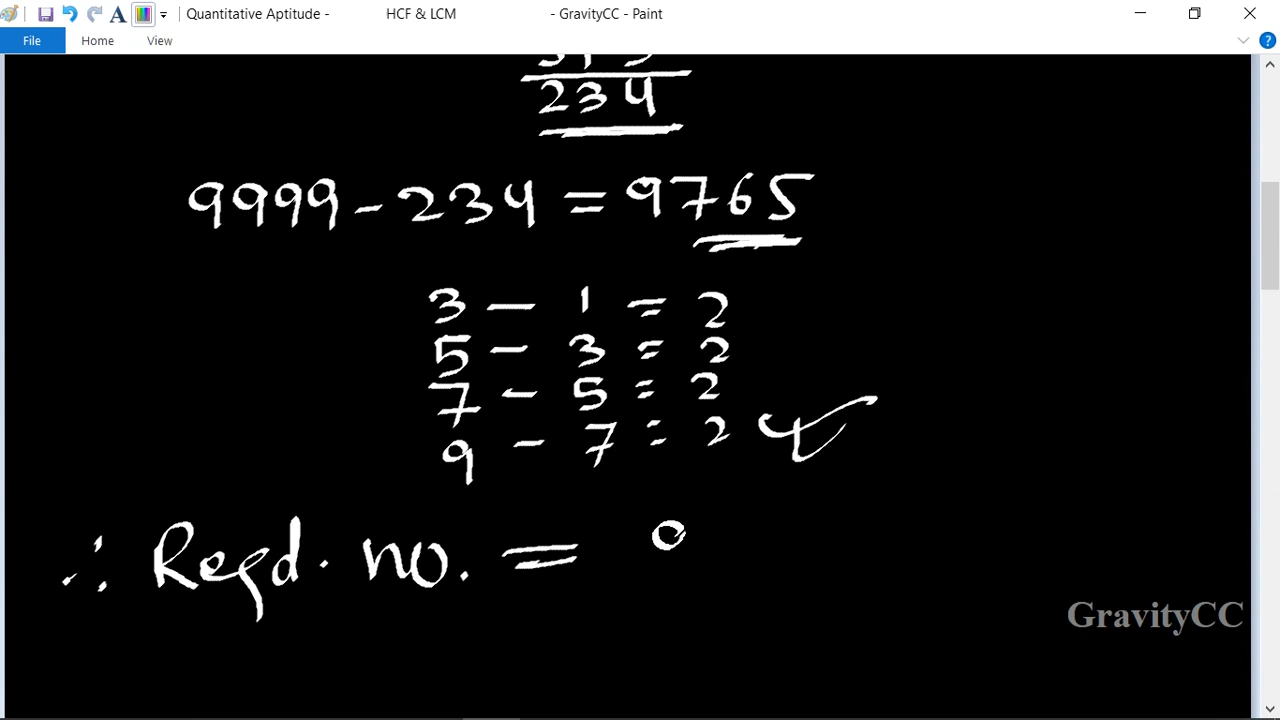 Quantitative Aptitude - HCF & LCM - GravityCC - Paint
File Home View
234
9999 - 234 = 9765
3 - 1 = 2
5 - 3 = 2
7 - 5 = 2
9 - 7 = 2
∴ Regd. no. =
GravityCC